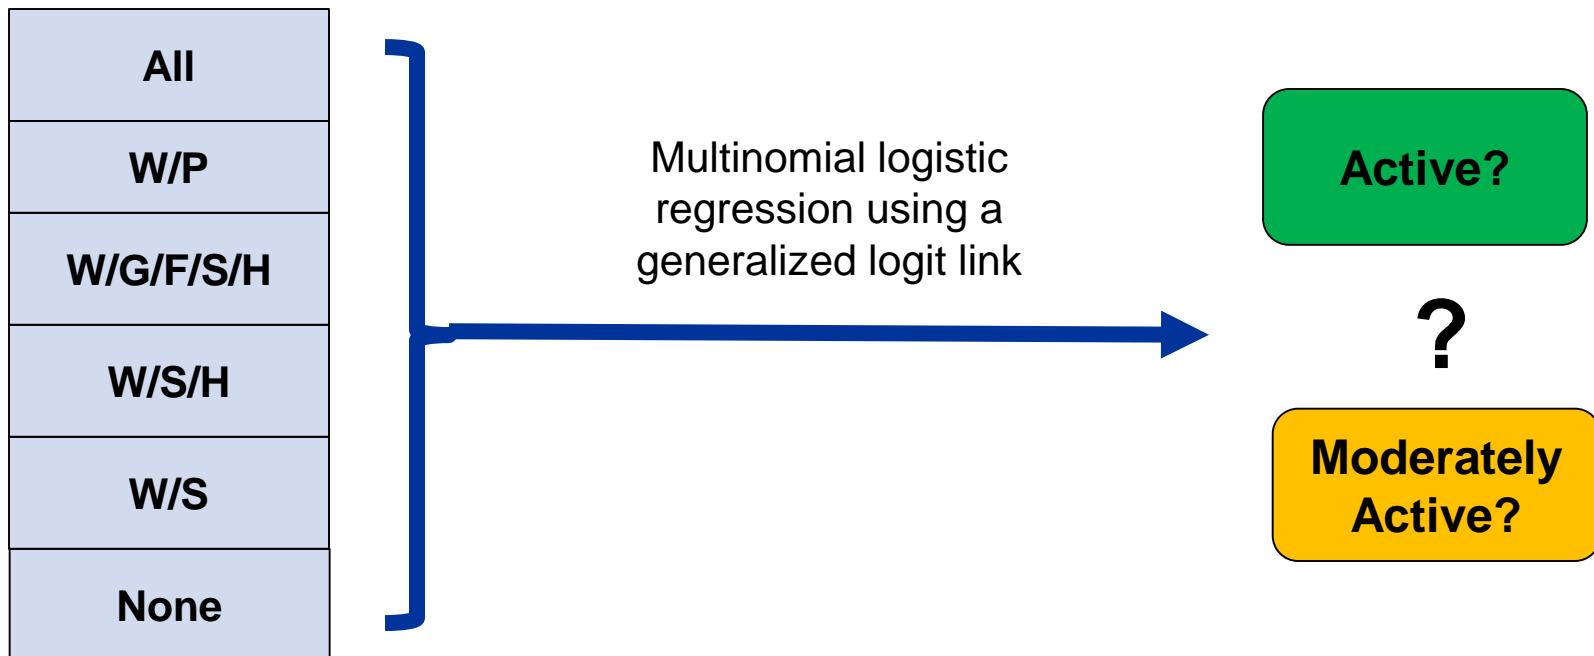 All
W/P
W/G/F/S/H
W/S/H
W/S
None
Multinomial logistic
regression using a
generalized logit link
Active?
?
Moderately
Active?